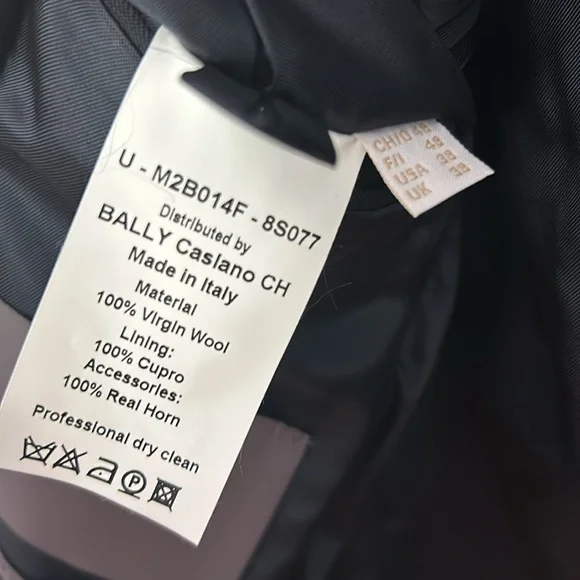 U - M2B014F - 8S077
Distributed by
BALLY Caslano CH
Made in Italy
Material
100% Virgin Wool
Lining:
100% Cupro
Accessories:
100% Real Horn
Professional dry clean
P
CH/D 48
F/I 48
USA 38
UK 38